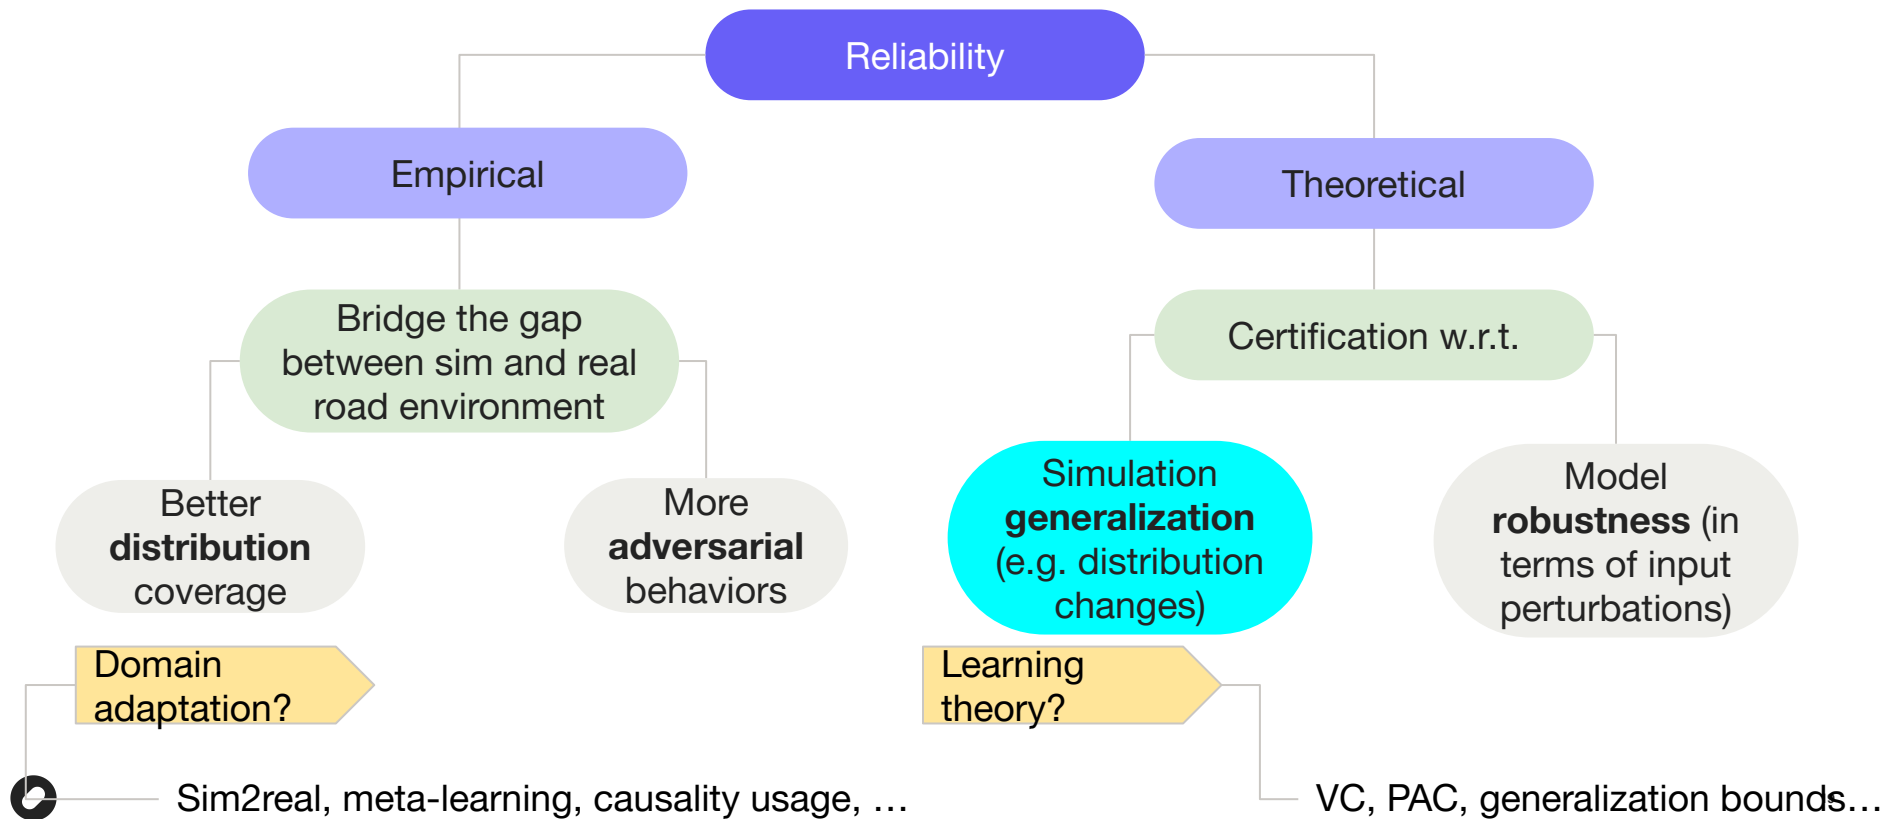 Reliability
Empirical
Theoretical
Bridge the gap
between sim and real
road environment
Certification w.r.t.
Better
distribution
coverage
More
adversarial
behaviors
Simulation
generalization
(e.g. distribution
changes)
Model
robustness (in
terms of input
perturbations)
Domain
adaptation?
Learning
theory?
Sim2real, meta-learning, causality usage, …
VC, PAC, generalization bounds…